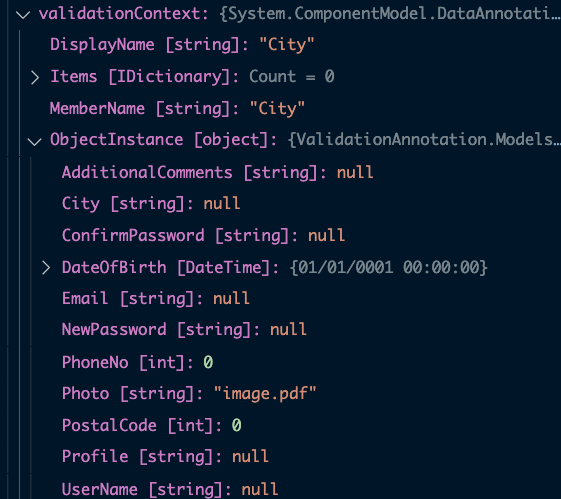 validationContext: {System.ComponentModel.DataAnnotati…
DisplayName [string]: "City"
Items [IDictionary]: Count = 0
MemberName [string]: "City"
ObjectInstance [object]: {ValidationAnnotation.Models…
AdditionalComments [string]: null
City [string]: null
ConfirmPassword [string]: null
DateOfBirth [DateTime]: {01/01/0001 00:00:00}
Email [string]: null
NewPassword [string]: null
PhoneNo [int]: 0
Photo [string]: "image.pdf"
PostalCode [int]: 0
Profile [string]: null
UserName [string]: null